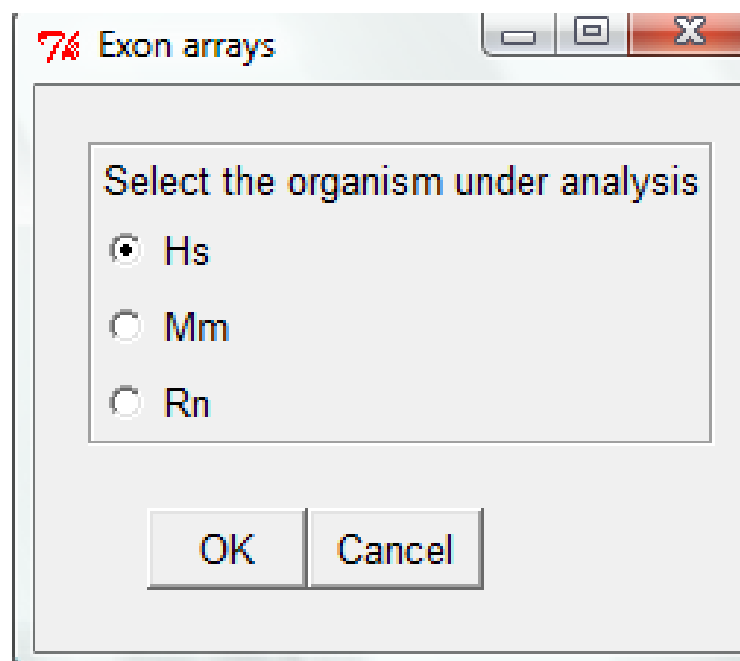 Exon arrays
Select the organism under analysis
Hs
Mm
Rn
OK Cancel